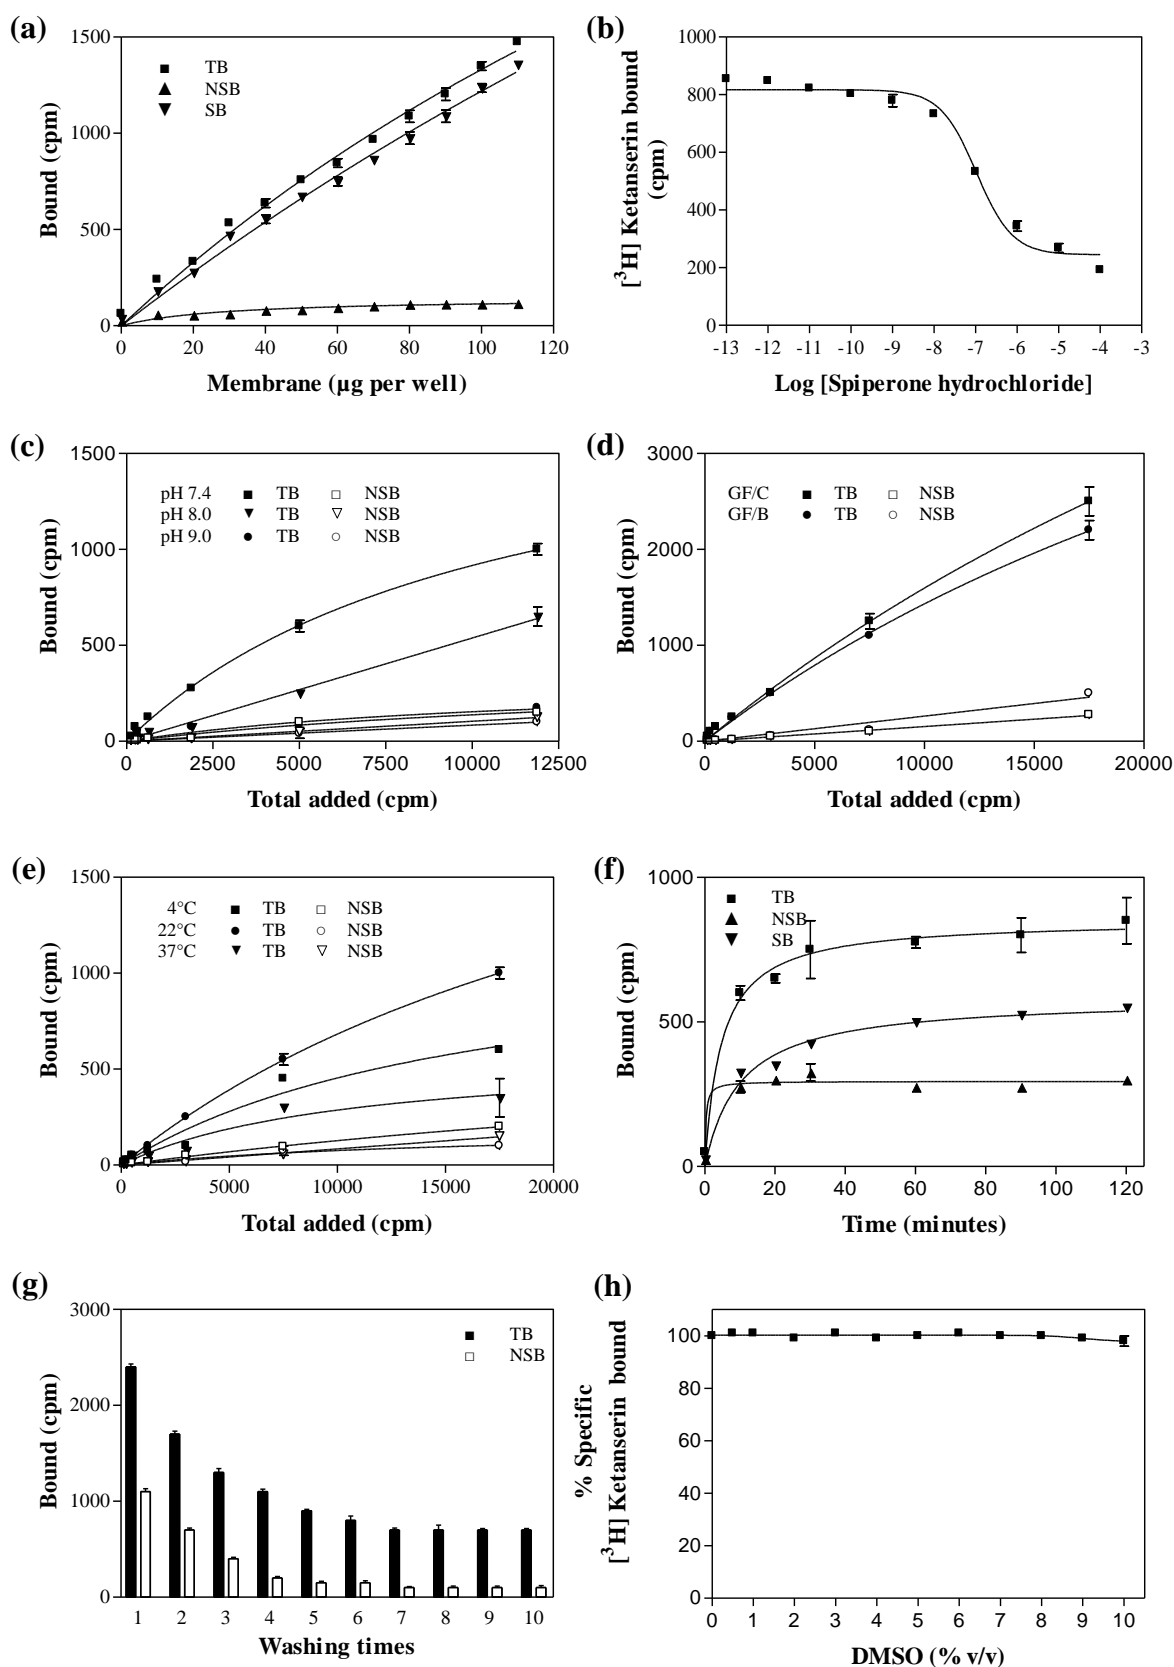 (a)
1500
1000
500
0
Bound (cpm)
TB
NSB
SB
0 20 40 60 80 100 120
Membrane (µg per well)
(b)
1000
800
600
400
200
0
[³H] Ketanserin bound
(cpm)
-13 -12 -11 -10 -9 -8 -7 -6 -5 -4 -3
Log [Spiperone hydrochloride]
(c)
1500
1000
500
0
Bound (cpm)
pH 7.4 TB NSB
pH 8.0 TB NSB
pH 9.0 TB NSB
0 2500 5000 7500 10000 12500
Total added (cpm)
(d)
3000
2000
1000
0
Bound (cpm)
GF/C TB NSB
GF/B TB NSB
0 5000 10000 15000 20000
Total added (cpm)
(e)
1500
1000
500
0
Bound (cpm)
4°C TB NSB
22°C TB NSB
37°C TB NSB
0 5000 10000 15000 20000
Total added (cpm)
(f)
1000
500
0
Bound (cpm)
TB
NSB
SB
0 20 40 60 80 100 120
Time (minutes)
(g)
3000
2000
1000
0
Bound (cpm)
TB
NSB
1 2 3 4 5 6 7 8 9 10
Washing times
(h)
100
80
60
40
20
0
% Specific
[³H] Ketanserin bound
0 1 2 3 4 5 6 7 8 9 10
DMSO (% v/v)